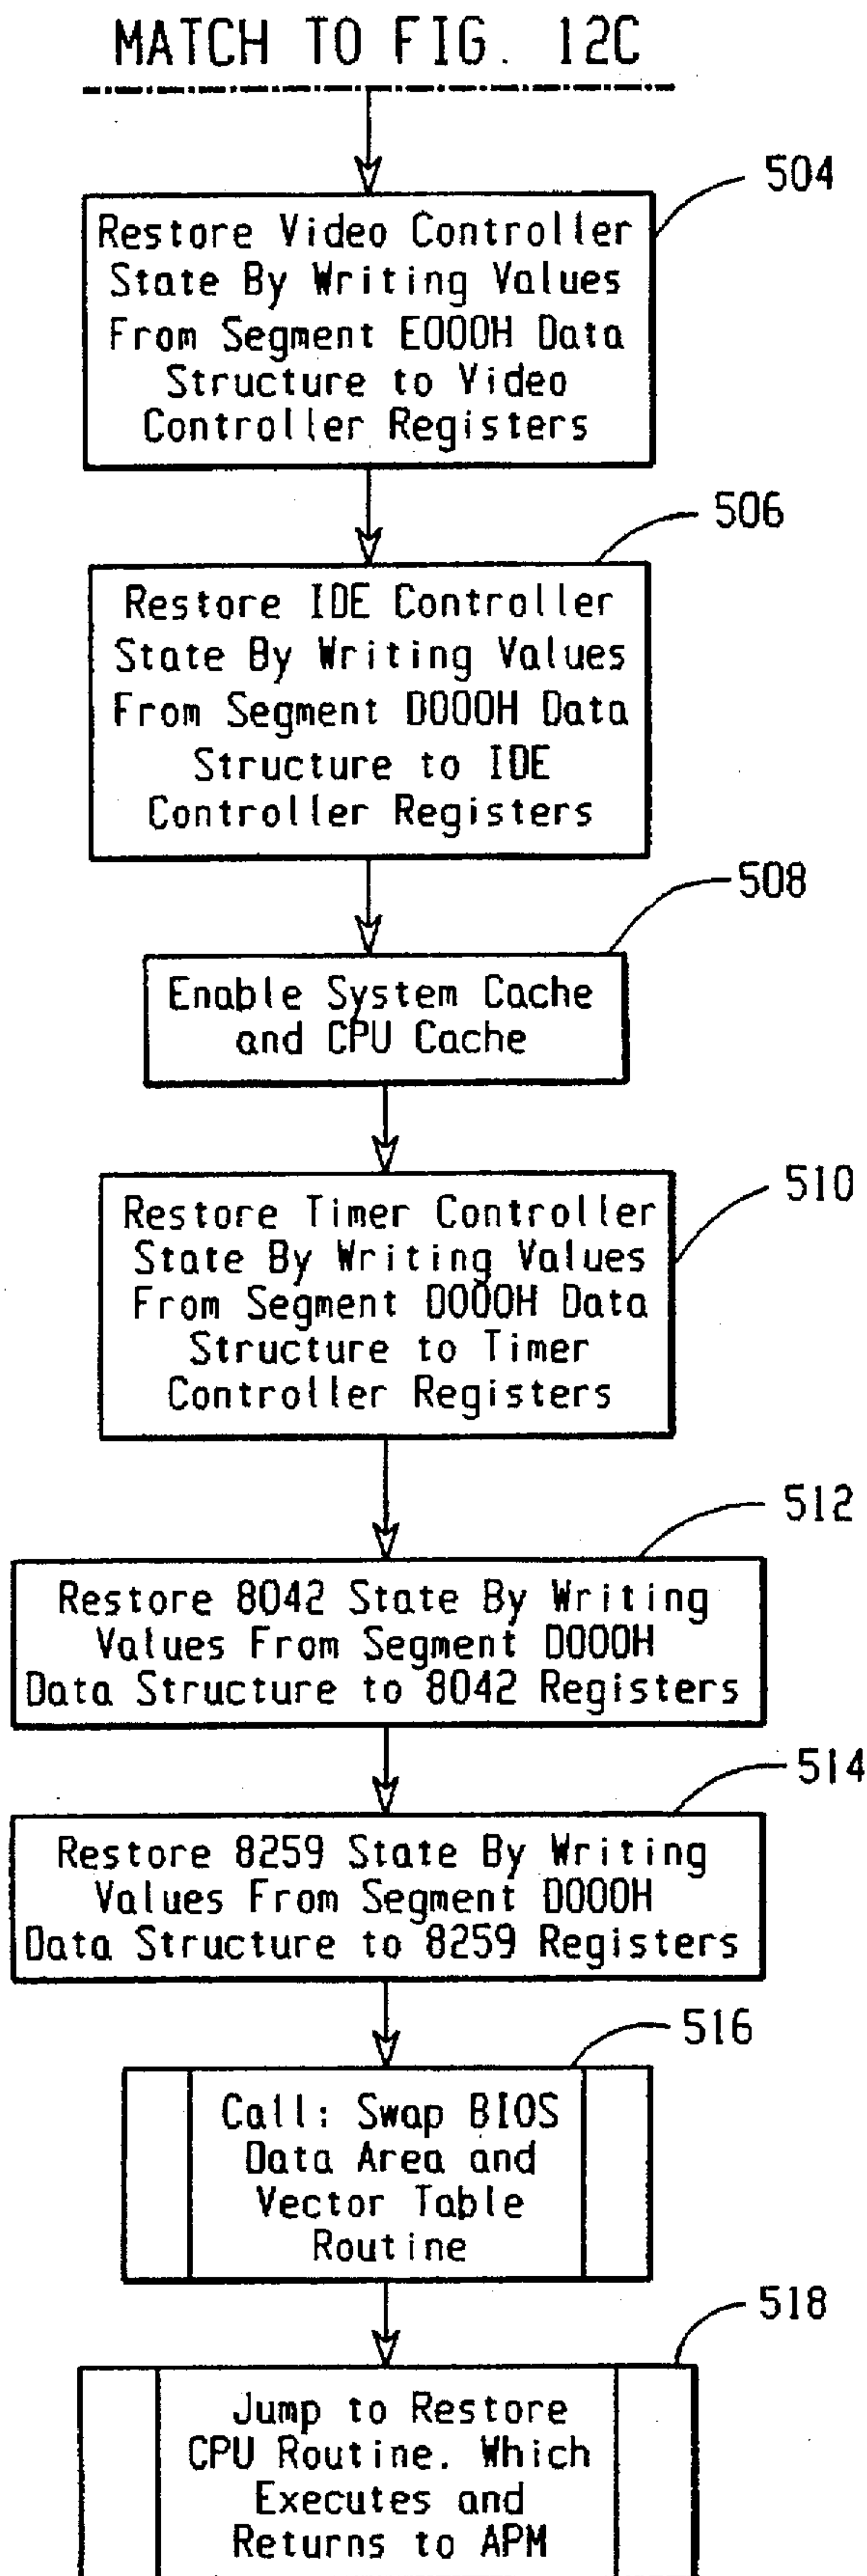 MATCH TO FIG. 12C
504
Restore Video Controller
State By Writing Values
From Segment E000H Data
Structure to Video
Controller Registers
506
Restore IDE Controller
State By Writing Values
From Segment D000H Data
Structure to IDE
Controller Registers
508
Enable System Cache
and CPU Cache
510
Restore Timer Controller
State By Writing Values
From Segment D000H Data
Structure to Timer
Controller Registers
512
Restore 8042 State By Writing
Values From Segment D000H
Data Structure to 8042 Registers
514
Restore 8259 State By Writing
Values From Segment D000H
Data Structure to 8259 Registers
516
Call: Swap BIOS
Data Area and
Vector Table
Routine
518
Jump to Restore
CPU Routine. Which
Executes and
Returns to APM